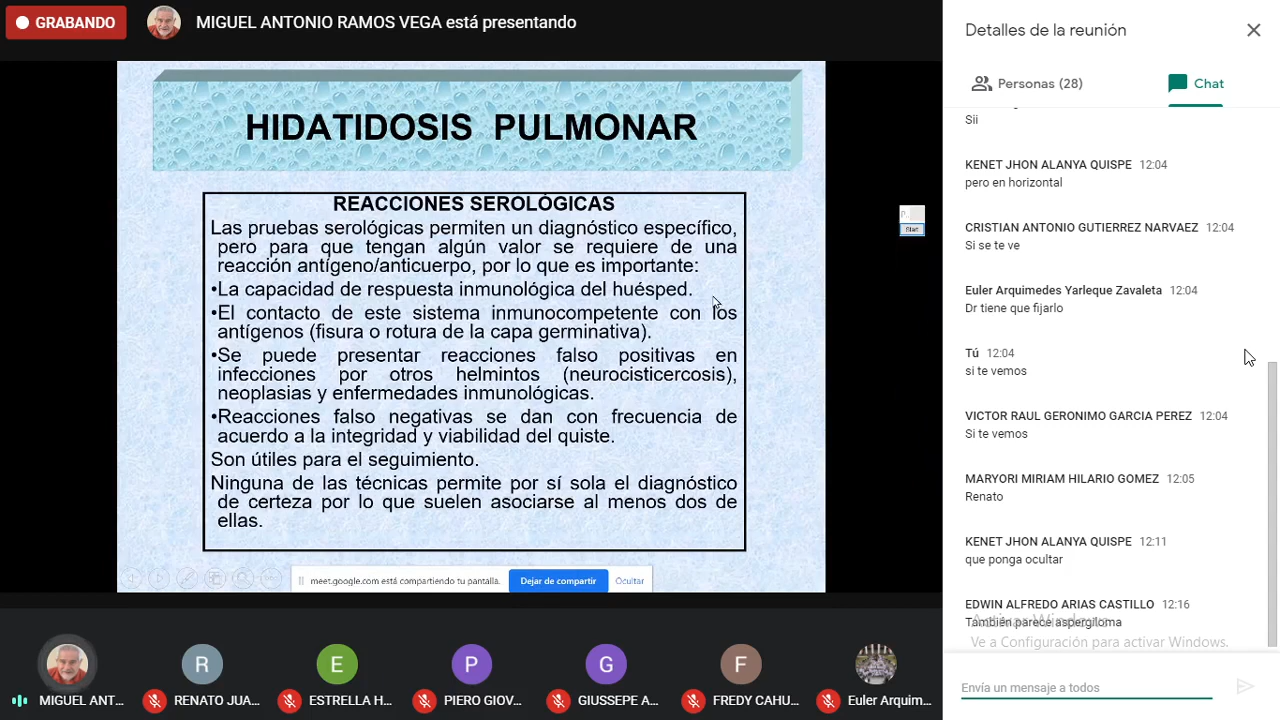 GRABANDO
MIGUEL ANTONIO RAMOS VEGA está presentando
HIDATIDOSIS PULMONAR
REACCIONES SEROLÓGICAS
Las pruebas serológicas permiten un diagnóstico específico,
pero para que tengan algún valor se requiere de una
reacción antígeno/anticuerpo, por lo que es importante:
•La capacidad de respuesta inmunológica del huésped.
•El contacto de este sistema inmunocompetente con los
antígenos (fisura o rotura de la capa germinativa).
•Se puede presentar reacciones falso positivas en
infecciones por otros helmintos (neurocisticercosis),
neoplasias y enfermedades inmunológicas.
•Reacciones falso negativas se dan con frecuencia de
acuerdo a la integridad y viabilidad del quiste.
Son útiles para el seguimiento.
Ninguna de las técnicas permite por sí sola el diagnóstico
de certeza por lo que suelen asociarse al menos dos de
ellas.
Start
meet.google.com está compartiendo tu pantalla.
Dejar de compartir
Ocultar
MIGUEL ANT...
R
RENATO JUA...
E
ESTRELLA H...
P
PIERO GIOV...
G
GIUSSEPE A...
F
FREDY CAHU...
Euler Arquim...
Detalles de la reunión
Personas (28)
Chat
Sii
KENET JHON ALANYA QUISPE 12:04
pero en horizontal
CRISTIAN ANTONIO GUTIERREZ NARVAEZ 12:04
Si se te ve
Euler Arquimedes Yarleque Zavaleta 12:04
Dr tiene que fijarlo
Tú 12:04
si te vemos
VICTOR RAUL GERONIMO GARCIA PEREZ 12:04
Si te vemos
MARYORI MIRIAM HILARIO GOMEZ 12:05
Renato
KENET JHON ALANYA QUISPE 12:11
que ponga ocultar
EDWIN ALFREDO ARIAS CASTILLO 12:16
También parece aspergiloma
Activar Windows
Ve a Configuración para activar Windows.
Envía un mensaje a todos